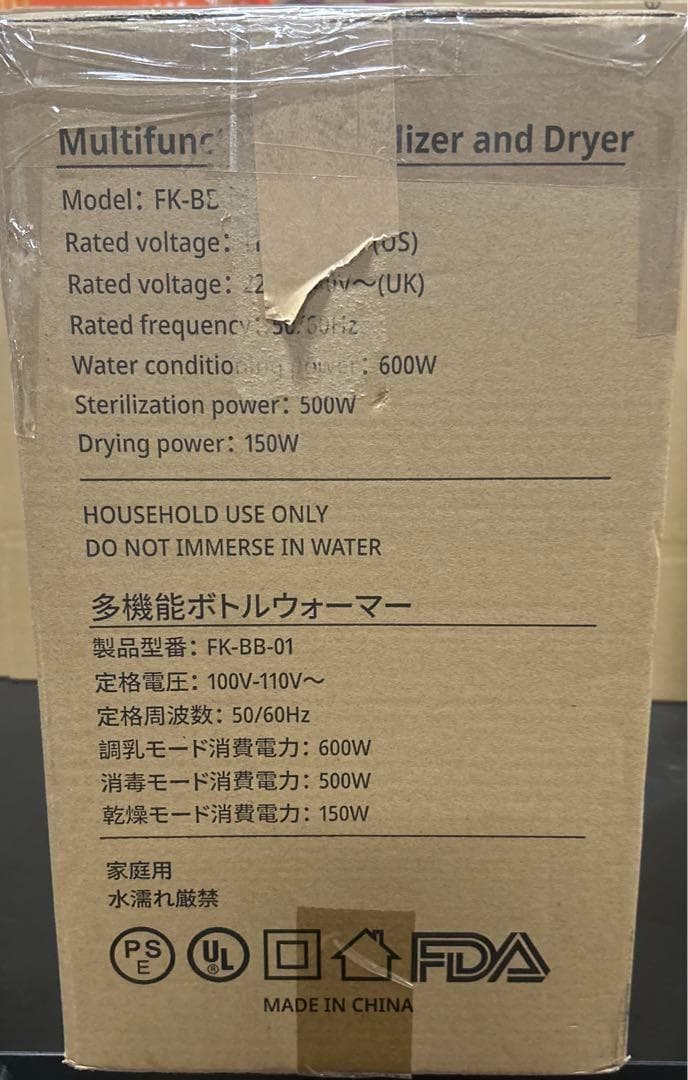 Multifunc lizer and Dryer
Model: FK-BB
Rated voltage: (US)
Rated voltage: 22 0V～(UK)
Rated frequency: 50/60Hz
Water conditioning power: 600W
Sterilization power: 500W
Drying power: 150W
HOUSEHOLD USE ONLY
DO NOT IMMERSE IN WATER
多機能ボトルウォーマー
製品型番: FK-BB-01
定格電圧: 100V-110V～
定格周波数: 50/60Hz
調乳モード消費電力: 600W
消毒モード消費電力: 500W
乾燥モード消費電力: 150W
家庭用
水濡れ厳禁
PS E UL FDA
MADE IN CHINA